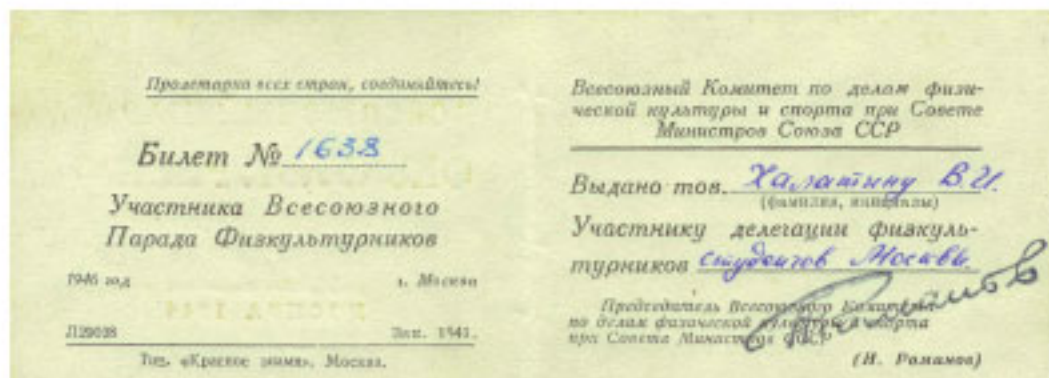 Пролетарии всех стран, соединяйтесь!
Билет № 1638
Участника Всесоюзного
Парада Физкультурников
1946 год г. Москва
Л29038 Зак. 1941.
Тип. «Красное знамя», Москва.
Всесоюзный Комитет по делам физи-
ческой культуры и спорта при Совете
Министров Союза ССР
Выдано тов. Халатину В.И.
(фамилия, инициалы)
Участнику делегации физкуль-
турников студентов Москвы
Председатель Всесоюзного Комитета
по делам физической культуры и спорта
при Совете Министров СССР
Романов
(Н. Романов)